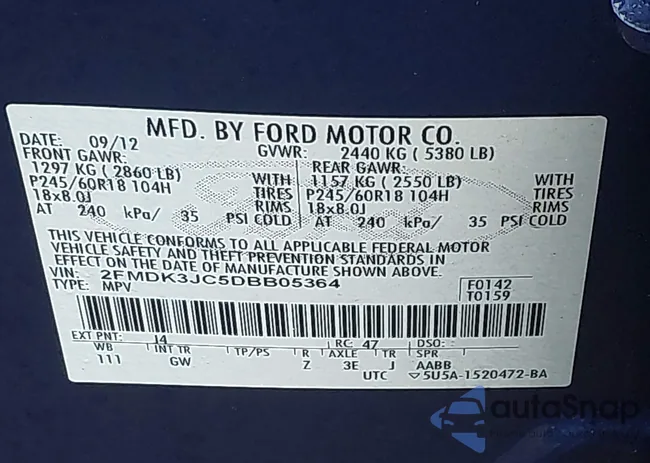 MFD. BY FORD MOTOR CO.
DATE: 09/12 GVWR: 2440 KG ( 5380 LB)
FRONT GAWR: REAR GAWR:
1297 KG ( 2860 LB) WITH 1157 KG ( 2550 LB) WITH
P245/60R18 104H TIRES P245/60R18 104H TIRES
18x8.0J RIMS 18x8.0J RIMS
AT 240 kPa/ 35 PSI COLD AT 240 kPa/ 35 PSI COLD
THIS VEHICLE CONFORMS TO ALL APPLICABLE FEDERAL MOTOR
VEHICLE SAFETY AND THEFT PREVENTION STANDARDS IN
EFFECT ON THE DATE OF MANUFACTURE SHOWN ABOVE.
VIN: 2FMDK3JC5DBB05364 F0142
TYPE: MPV T0159
EXT PNT: J4 RC: 47 DSO:
WB INT TR TP/PS R AXLE TR SPR
111 GW Z 3E J AABB
UTC ▽5U5A-1520472-BA
autoSnap